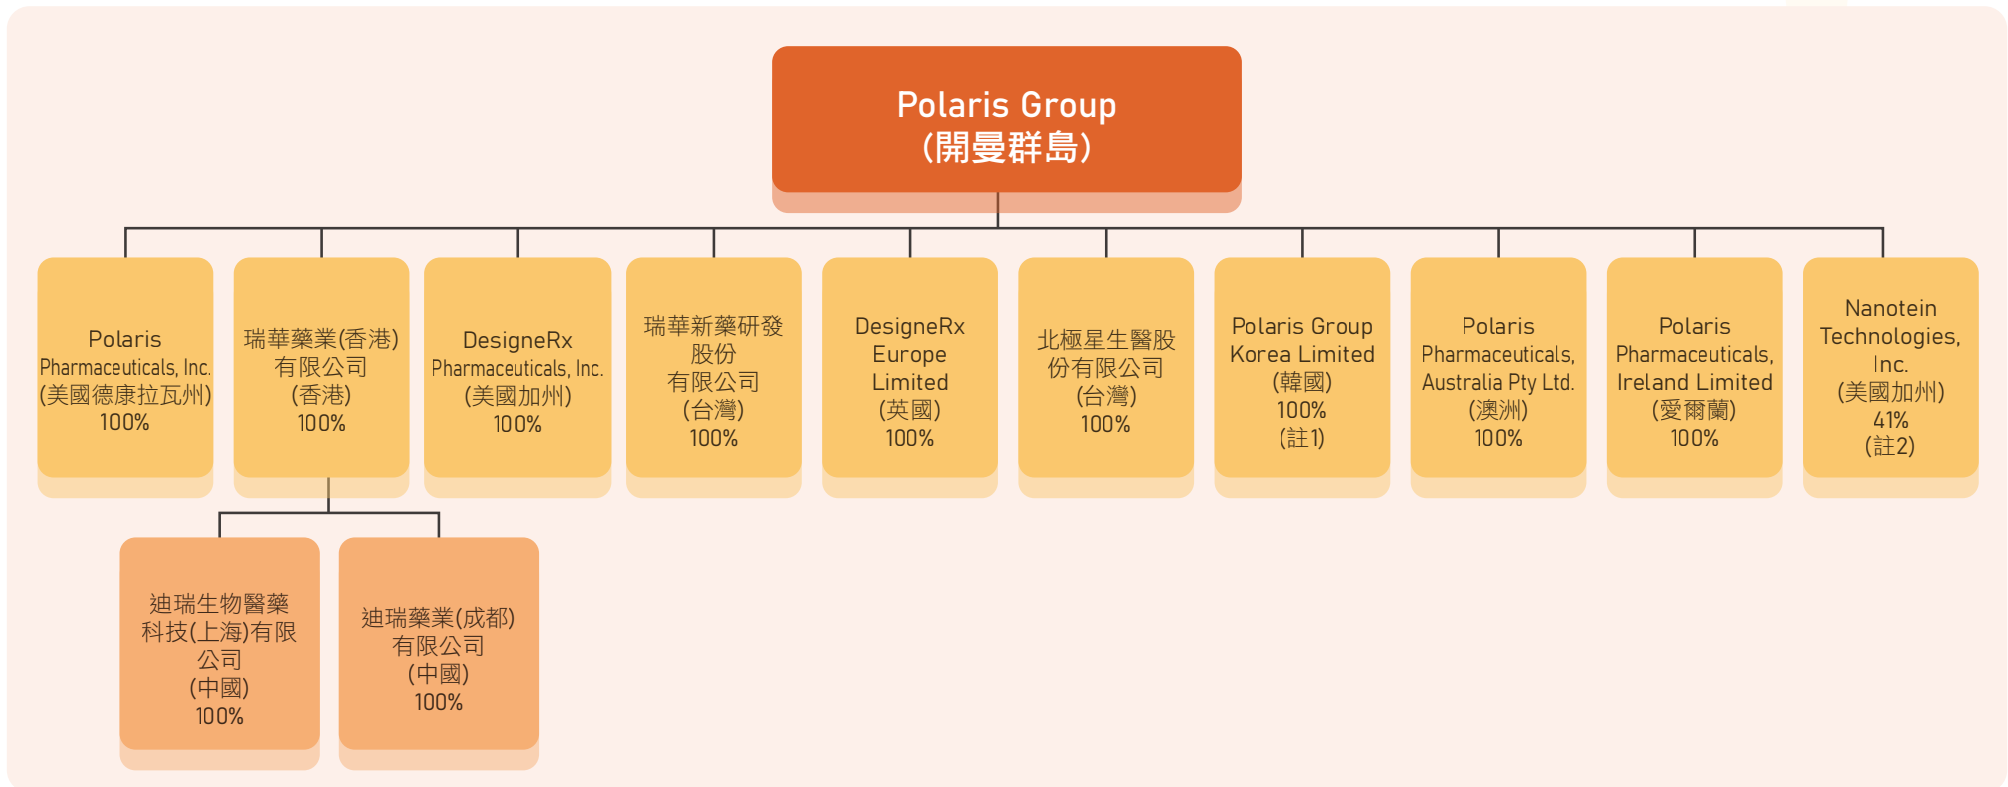 Polaris Group
(開曼群島)
Polaris
Pharmaceuticals, Inc.
(美國德康拉瓦州)
100%
瑞華藥業(香港)
有限公司
(香港)
100%
DesigneRx
Pharmaceuticals, Inc.
(美國加州)
100%
瑞華新藥研發
股份
有限公司
(台灣)
100%
DesigneRx
Europe
Limited
(英國)
100%
北極星生醫股
份有限公司
(台灣)
100%
Polaris Group
Korea Limited
(韓國)
100%
(註1)
Polaris
Pharmaceuticals,
Australia Pty Ltd.
(澳洲)
100%
Polaris
Pharmaceuticals,
Ireland Limited
(愛爾蘭)
100%
Nanotein
Technologies,
Inc.
(美國加州)
41%
(註2)
迪瑞生物醫藥
科技(上海)有限
公司
(中國)
100%
迪瑞藥業(成都)
有限公司
(中國)
100%